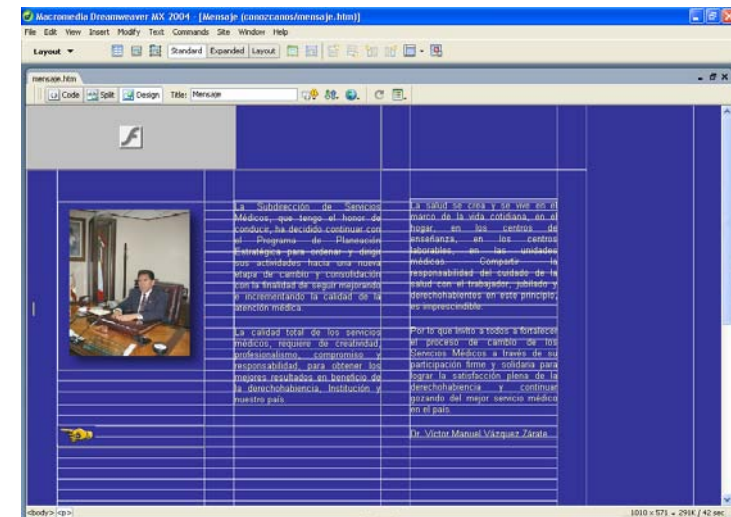 Macromedia Dreamweaver MX 2004 - [Mensaje (conozcanos/mensaje.htm)]
File Edit View Insert Modify Text Commands Site Window Help
Layout Standard Expanded Layout
mensaje.htm
Code Split Design Title: Mensaje
La Subdirección de Servicios
Médicos, que tengo el honor de
conducir, ha decidido continuar con
el Programa de Planeación
Estratégica para ordenar y dirigir
sus actividades hacia una nueva
etapa de cambio y consolidación
con la finalidad de seguir mejorando
e incrementando la calidad de la
atención médica.
La calidad total de los servicios
médicos, requiere de creatividad,
profesionalismo, compromiso y
responsabilidad, para obtener los
mejores resultados en beneficio de
la derechohabiencia, Institución y
nuestro país.
La salud se crea y se vive en el
marco de la vida cotidiana, en el
hogar, en los centros de
enseñanza, en los centros
laborables, en las unidades
médicas. Compartir la
responsabilidad del cuidado de la
salud con el trabajador, jubilado y
derechohabientes en este principio,
es imprescindible.
Por lo que invito a todos a fortalecer
el proceso de cambio de los
Servicios Médicos a través de su
participación firme y solidaria para
lograr la satisfacción plena de la
derechohabiencia y continuar
gozando del mejor servicio médico
en el país.
Dr. Víctor Manuel Vázquez Zárate
<body> <p> 1010 x 571 291K / 42 sec